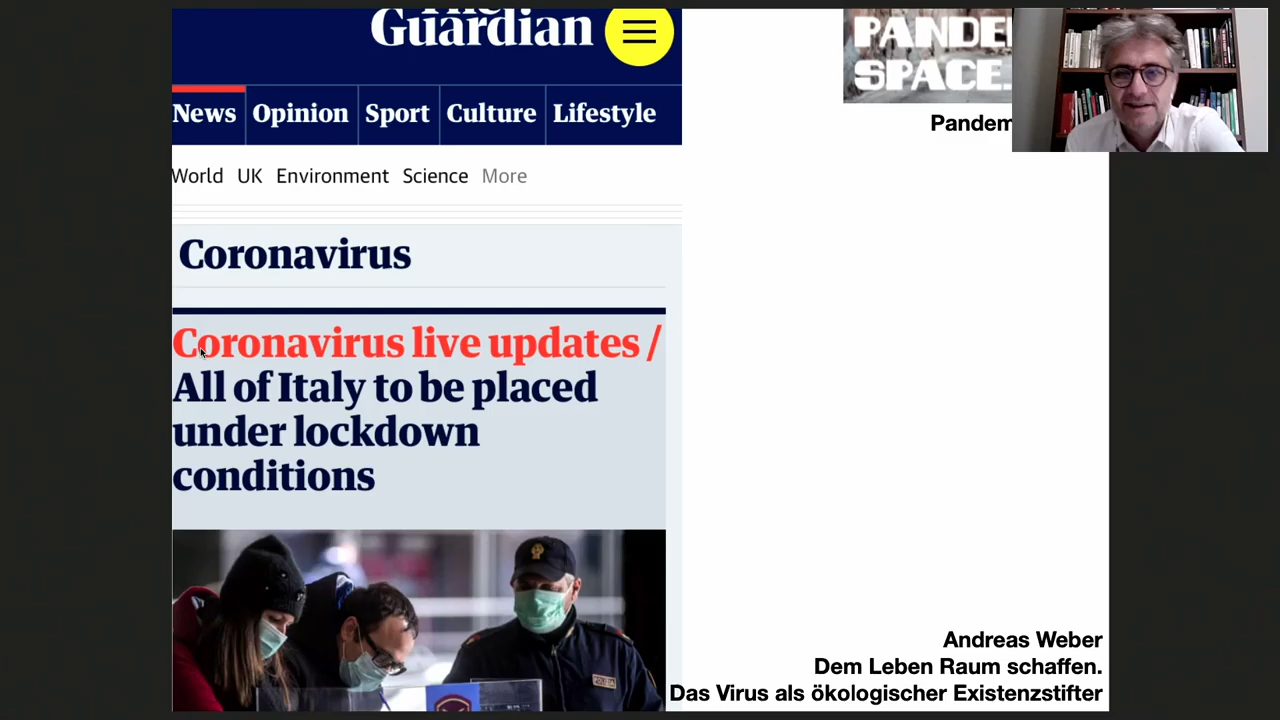 The
Guardian
News Opinion Sport Culture Lifestyle
World UK Environment Science More
Coronavirus
Coronavirus live updates /
All of Italy to be placed
under lockdown
conditions
POLIZIA
PANDE
SPACE.
Pandem
Andreas Weber
Dem Leben Raum schaffen.
Das Virus als ökologischer Existenzstifter